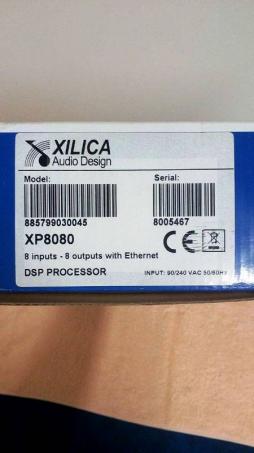 XILICA
Audio Design
Model: Serial:
885799030045 8005467
XP8080
8 inputs - 8 outputs with Ethernet
DSP PROCESSOR INPUT: 90/240 VAC 50/60Hz